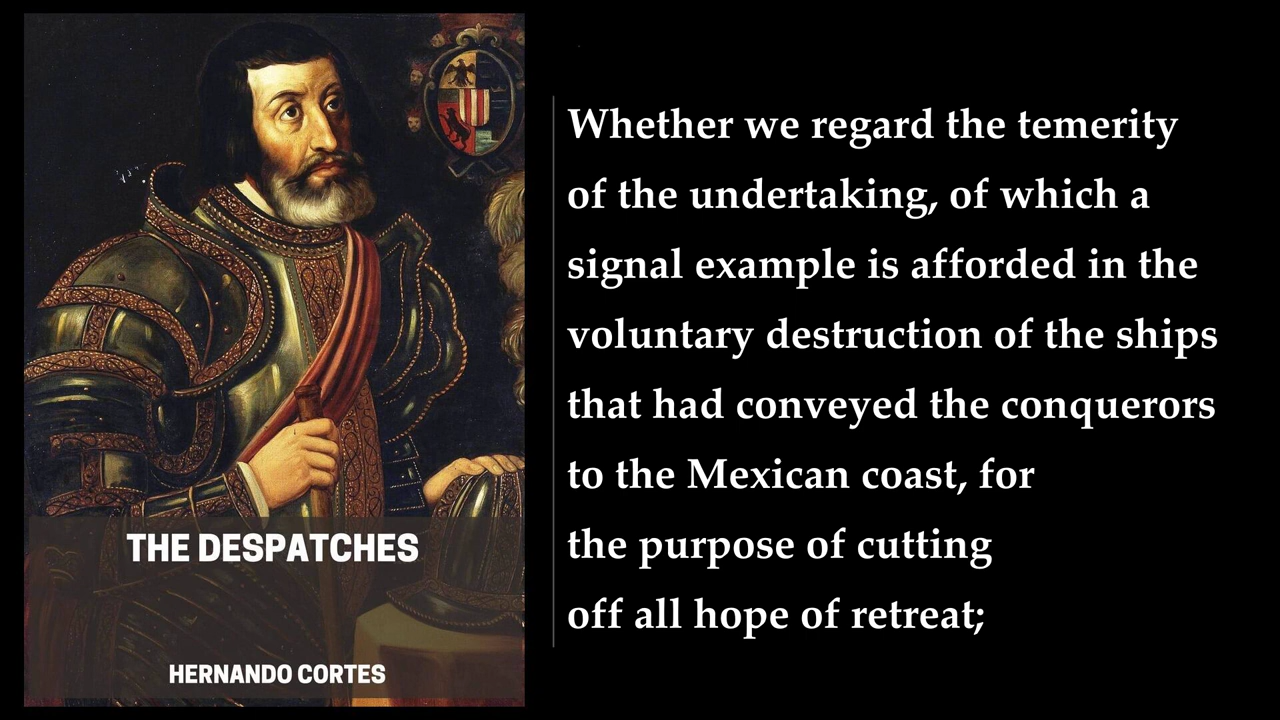 THE DESPATCHES
HERNANDO CORTES
Whether we regard the temerity
of the undertaking, of which a
signal example is afforded in the
voluntary destruction of the ships
that had conveyed the conquerors
to the Mexican coast, for
the purpose of cutting
off all hope of retreat;